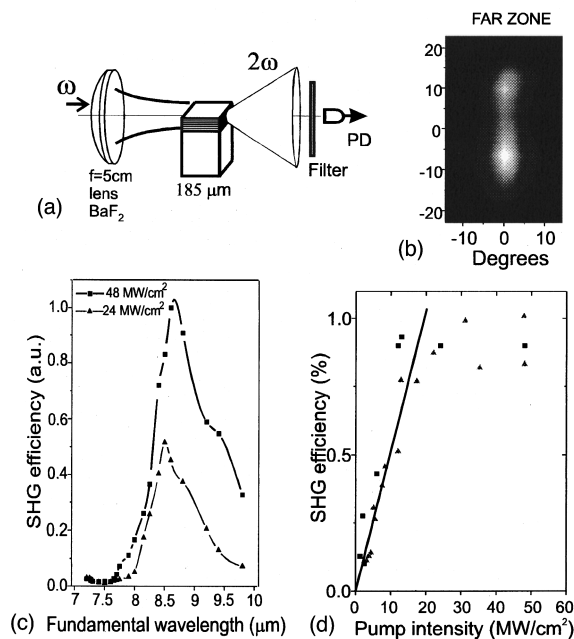 ω
2ω
f=5cm
lens
BaF₂
185 μm
Filter
PD
(a)
FAR ZONE
20
10
0
-10
-20
-10 0 10
Degrees
(b)
SHG efficiency (a.u.)
1.0
0.8
0.6
0.4
0.2
0.0
48 MW/cm²
24 MW/cm²
7 7.5 8 8.5 9 9.5 10
Fundamental wavelength (μm)
(c)
SHG efficiency (%)
1.0
0.5
0
0 10 20 30 40 50 60
Pump intensity (MW/cm²)
(d)